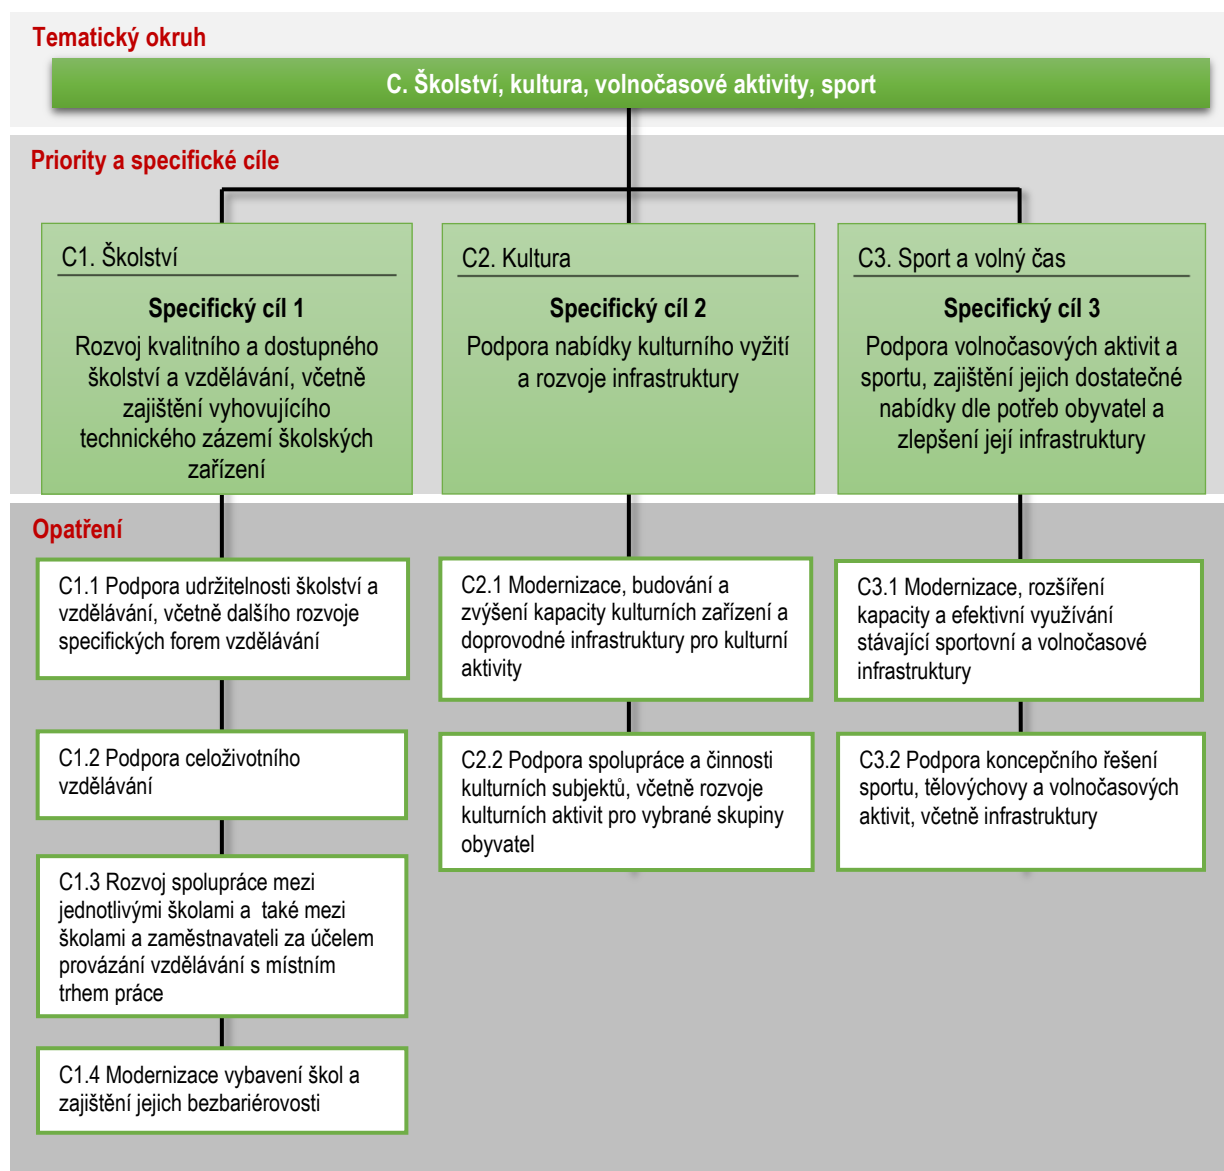 Tematický okruh
C. Školství, kultura, volnočasové aktivity, sport
Priority a specifické cíle
C1. Školství
Specifický cíl 1
Rozvoj kvalitního a dostupného
školství a vzdělávání, včetně
zajištění vyhovujícího
technického zázemí školských
zařízení
C2. Kultura
Specifický cíl 2
Podpora nabídky kulturního vyžití
a rozvoje infrastruktury
C3. Sport a volný čas
Specifický cíl 3
Podpora volnočasových aktivit a
sportu, zajištění jejich dostatečné
nabídky dle potřeb obyvatel a
zlepšení její infrastruktury
Opatření
C1.1 Podpora udržitelnosti školství a
vzdělávání, včetně dalšího rozvoje
specifických forem vzdělávání
C1.2 Podpora celoživotního
vzdělávání
C1.3 Rozvoj spolupráce mezi
jednotlivými školami a  také mezi
školami a zaměstnavateli za účelem
provázání vzdělávání s místním
trhem práce
C1.4 Modernizace vybavení škol a
zajištění jejich bezbariérovosti
C2.1 Modernizace, budování a
zvýšení kapacity kulturních zařízení a
doprovodné infrastruktury pro kulturní
aktivity
C2.2 Podpora spolupráce a činnosti
kulturních subjektů, včetně rozvoje
kulturních aktivit pro vybrané skupiny
obyvatel
C3.1 Modernizace, rozšíření
kapacity a efektivní využívání
stávající sportovní a volnočasové
infrastruktury
C3.2 Podpora koncepčního řešení
sportu, tělovýchovy a volnočasových
aktivit, včetně infrastruktury